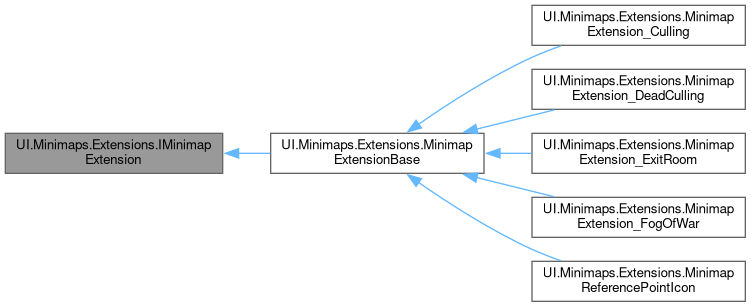 UI.Minimaps.Extensions.IMinimap
Extension
UI.Minimaps.Extensions.Minimap
ExtensionBase
UI.Minimaps.Extensions.Minimap
Extension_Culling
UI.Minimaps.Extensions.Minimap
Extension_DeadCulling
UI.Minimaps.Extensions.Minimap
Extension_ExitRoom
UI.Minimaps.Extensions.Minimap
Extension_FogOfWar
UI.Minimaps.Extensions.Minimap
ReferencePointIcon